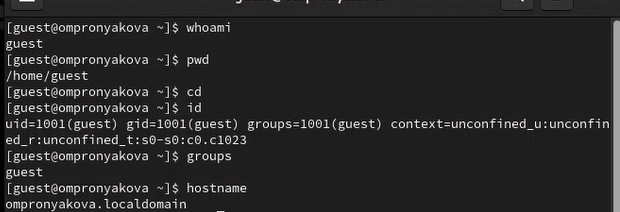 [guest@ompronyakova ~]$ whoami
guest
[guest@ompronyakova ~]$ pwd
/home/guest
[guest@ompronyakova ~]$ cd
[guest@ompronyakova ~]$ id
uid=1001(guest) gid=1001(guest) groups=1001(guest) context=unconfined_u:unconfin
ed_r:unconfined_t:s0-s0:c0.c1023
[guest@ompronyakova ~]$ groups
guest
[guest@ompronyakova ~]$ hostname
ompronyakova.localdomain